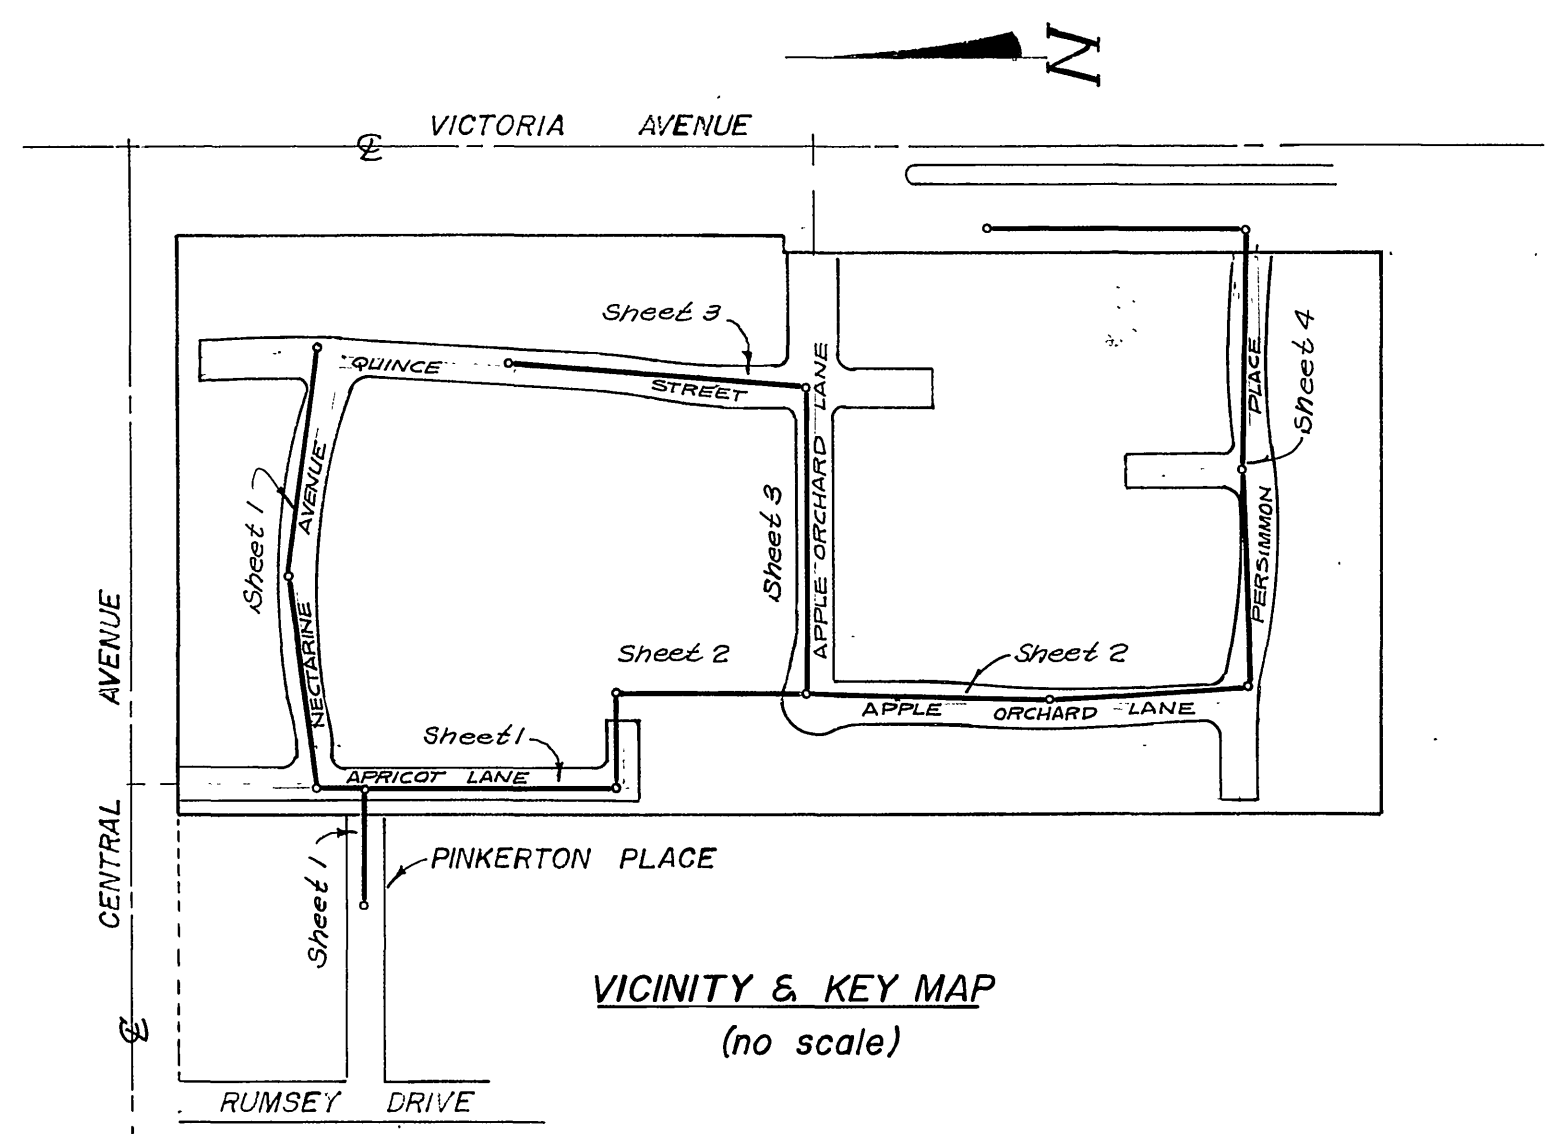 N
VICTORIA AVENUE
℄
Sheet 3
QUINCE STREET
APPLE ORCHARD LANE
Sheet 4
PERSIMMON PLACE
Sheet 1
NECTARINE AVENUE
Sheet 3
Sheet 2
Sheet 2
APPLE ORCHARD LANE
Sheet 1
APRICOT LANE
CENTRAL AVENUE
℄
Sheet 1
PINKERTON PLACE
VICINITY & KEY MAP
(no scale)
RUMSEY DRIVE